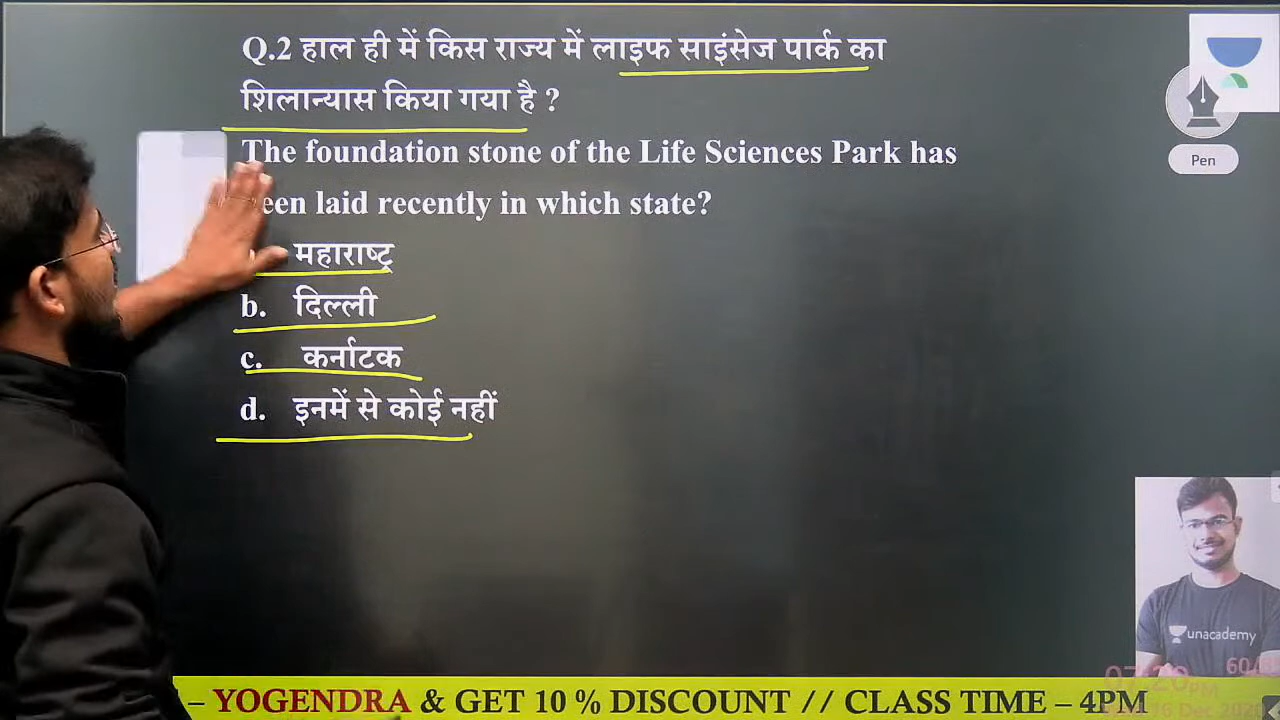 Q.2 हाल ही में किस राज्य में लाइफ साइंसेज पार्क का
शिलान्यास किया गया है ?
The foundation stone of the Life Sciences Park has
een laid recently in which state?
महाराष्ट्र
b. दिल्ली
c. कर्नाटक
d. इनमें से कोई नहीं
Pen
unacademy
– YOGENDRA & GET 10 % DISCOUNT // CLASS TIME – 4PM